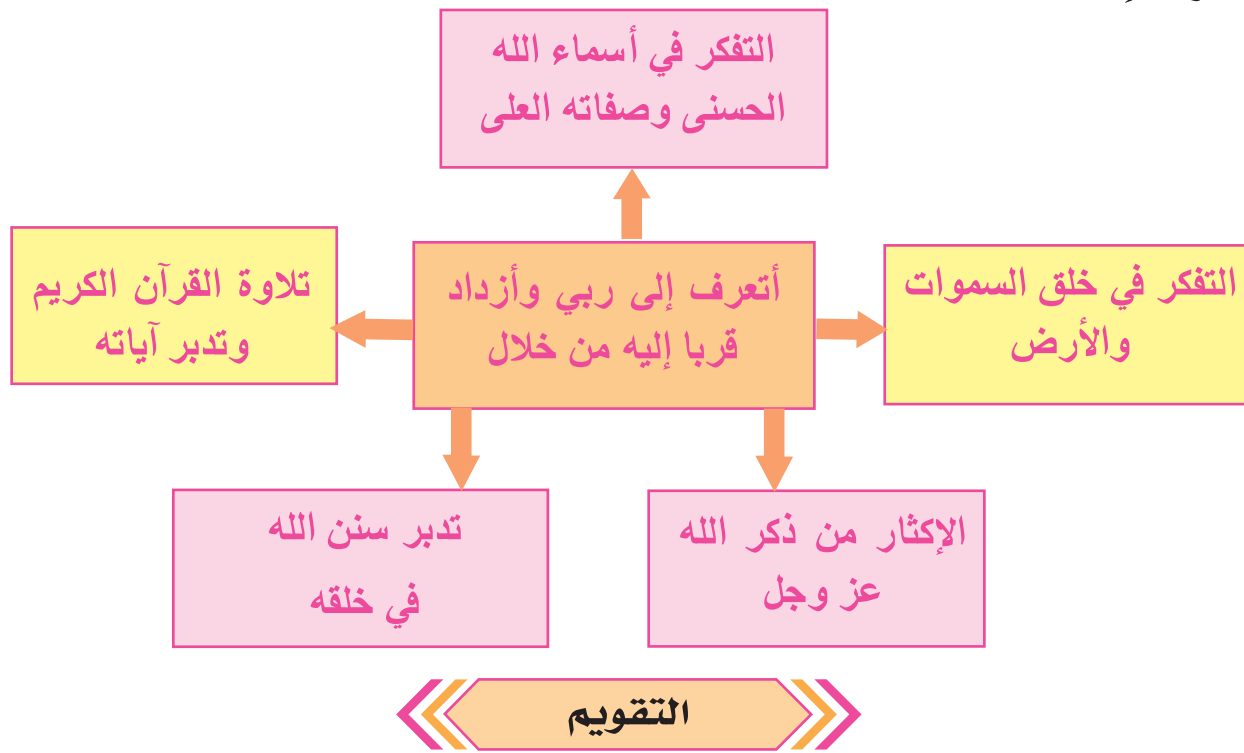 التفكر في أسماء الله
الحسنى وصفاته العلى
التفكر في خلق السموات
والأرض
أتعرف إلى ربي وأزداد
قربا إليه من خلال
تلاوة القرآن الكريم
وتدبر آياته
الإكثار من ذكر الله
عز وجل
تدبر سنن الله
في خلقه
التقويم